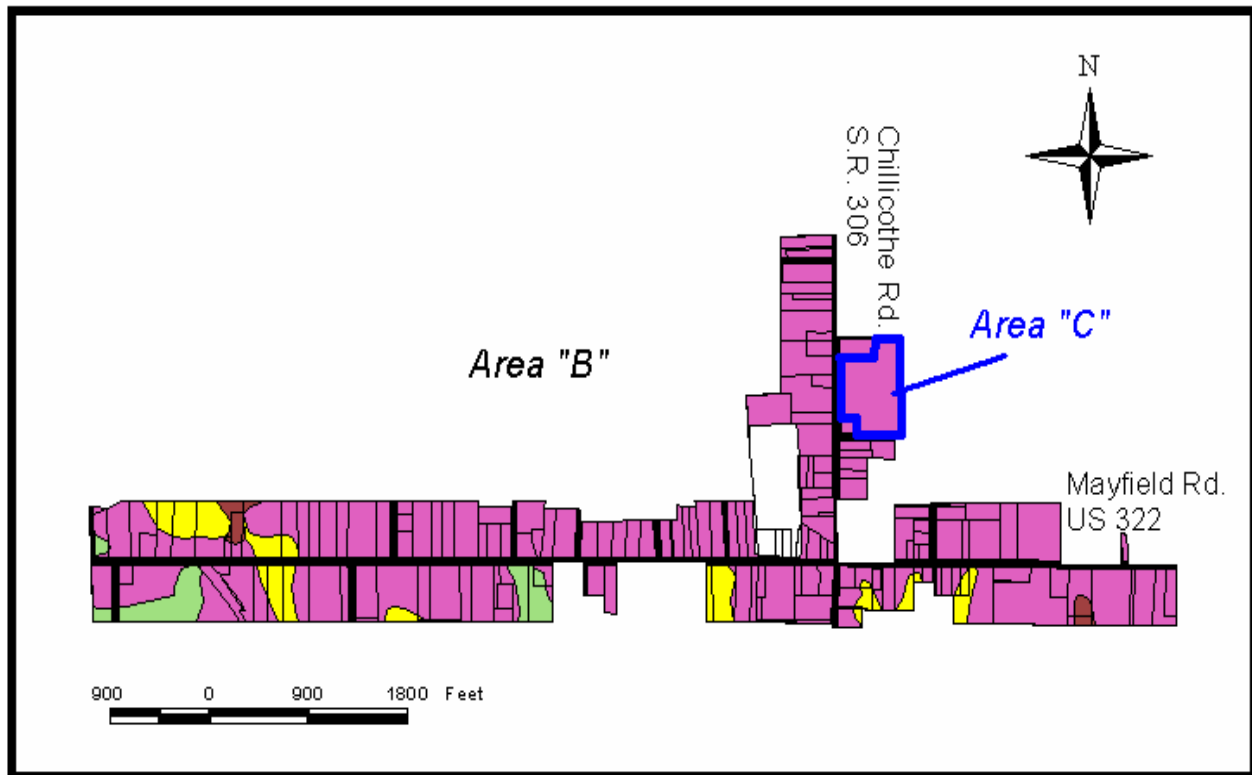 N
Chillicothe Rd.
S.R. 306
Area "C"
Area "B"
Mayfield Rd.
US 322
900 0 900 1800 Feet